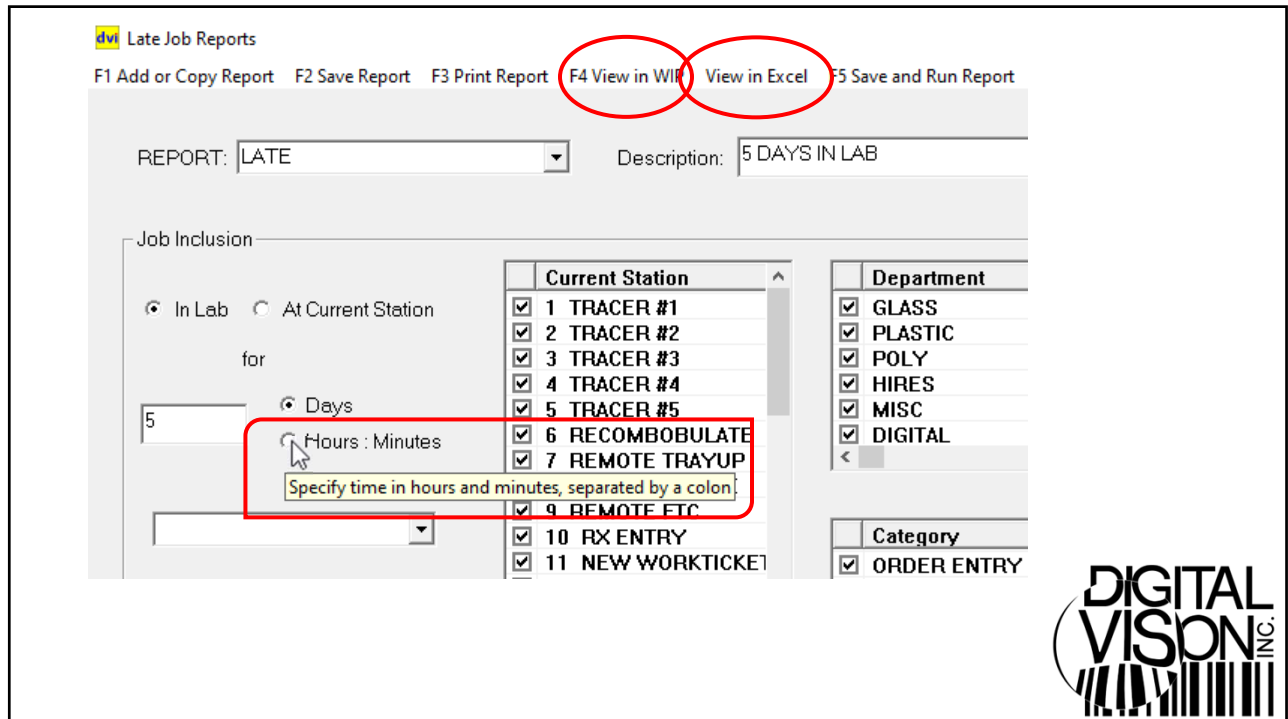 dvi Late Job Reports
F1 Add or Copy Report F2 Save Report F3 Print Report F4 View in WIP View in Excel F5 Save and Run Report
REPORT: LATE Description: 5 DAYS IN LAB
Job Inclusion
In Lab At Current Station
for
5
Days
Hours : Minutes
Specify time in hours and minutes, separated by a colon
Current Station
1 TRACER #1
2 TRACER #2
3 TRACER #3
4 TRACER #4
5 TRACER #5
6 RECOMBOBULATE
7 REMOTE TRAYUP
9 REMOTE ETC
10 RX ENTRY
11 NEW WORKTICKET
Department
GLASS
PLASTIC
POLY
HIRES
MISC
DIGITAL
Category
ORDER ENTRY
DIGITAL
VISION INC.